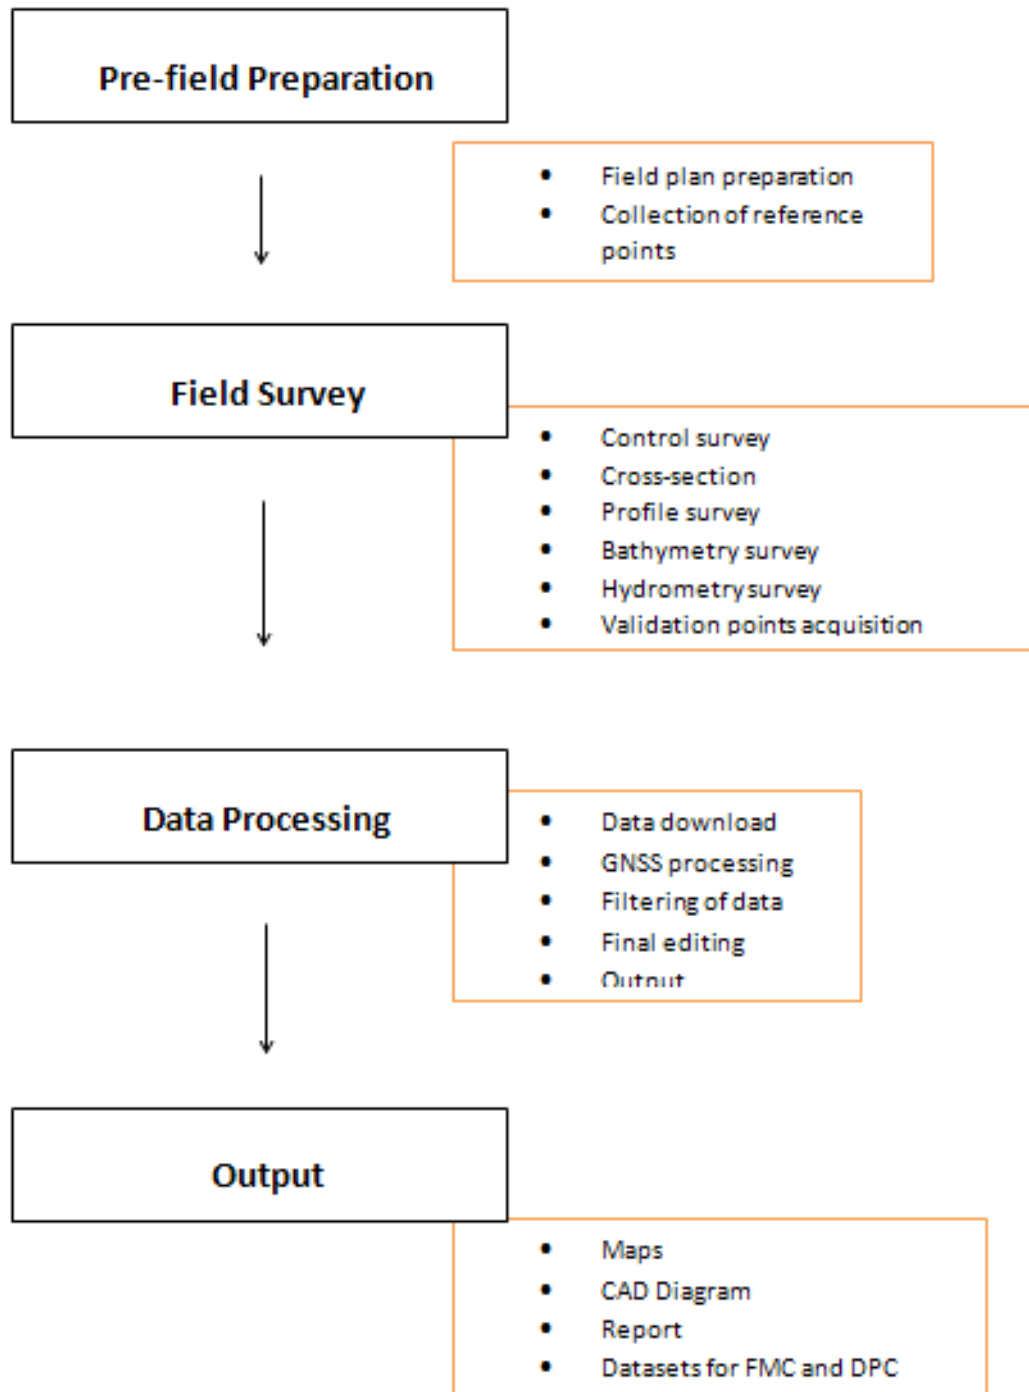 Pre-field Preparation
• Field plan preparation
• Collection of reference
points
Field Survey
• Control survey
• Cross-section
• Profile survey
• Bathymetry survey
• Hydrometry survey
• Validation points acquisition
Data Processing
• Data download
• GNSS processing
• Filtering of data
• Final editing
• Output
Output
• Maps
• CAD Diagram
• Report
• Datasets for FMC and DPC